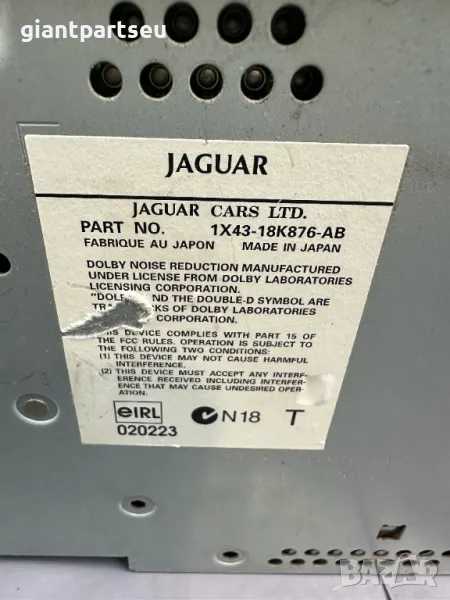 giantpartseu
JAGUAR
JAGUAR CARS LTD.
PART NO. 1X43-18K876-AB
FABRIQUE AU JAPON MADE IN JAPAN
DOLBY NOISE REDUCTION MANUFACTURED
UNDER LICENSE FROM DOLBY LABORATORIES
LICENSING CORPORATION.
"DOL AND THE DOUBLE-D SYMBOL ARE
TRA KS OF DOLBY LABORATORIES
CORPORATION.
THIS DEVICE COMPLIES WITH PART 15 OF
THE FCC RULES. OPERATION IS SUBJECT TO
THE FOLLOWING TWO CONDITIONS:
(1) THIS DEVICE MAY NOT CAUSE HARMFUL
INTERFERENCE.
(2) THIS DEVICE MUST ACCEPT ANY INTERF-
ERENCE RECEIVED INCLUDING INTERFER-
ENCE THAT MAY CAUSE UNDESIRED OPER-
ATION.
eIRL
020223
N18 T
BAZAR